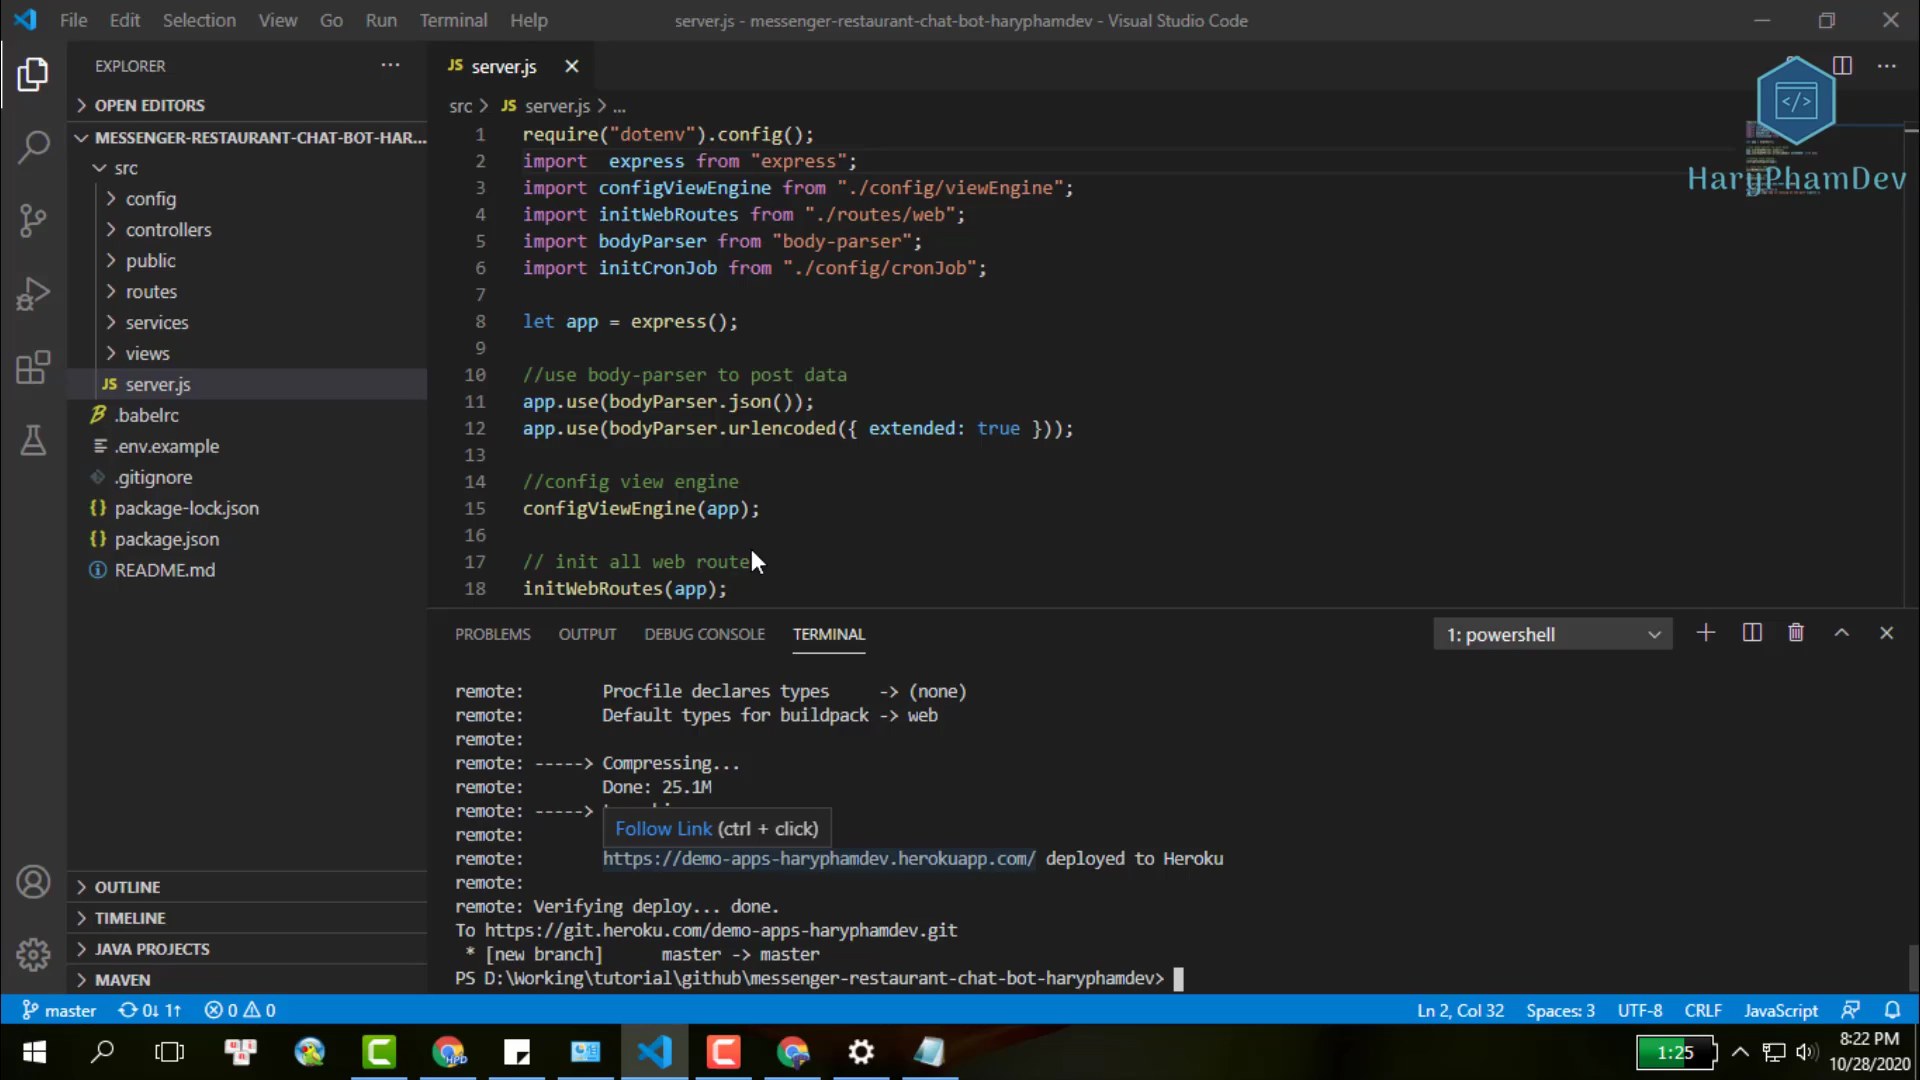 File Edit Selection View Go Run Terminal Help
server.js - messenger-restaurant-chat-bot-haryphamdev - Visual Studio Code
EXPLORER
OPEN EDITORS
MESSENGER-RESTAURANT-CHAT-BOT-HAR...
src
config
controllers
public
routes
services
views
JS server.js
.babelrc
.env.example
.gitignore
{} package-lock.json
{} package.json
README.md
OUTLINE
TIMELINE
JAVA PROJECTS
MAVEN
JS server.js
src > JS server.js > ...
1 require("dotenv").config();
2 import  express from "express";
3 import configViewEngine from "./config/viewEngine";
4 import initWebRoutes from "./routes/web";
5 import bodyParser from "body-parser";
6 import initCronJob from "./config/cronJob";
7
8 let app = express();
9
10 //use body-parser to post data
11 app.use(bodyParser.json());
12 app.use(bodyParser.urlencoded({ extended: true }));
13
14 //config view engine
15 configViewEngine(app);
16
17 // init all web route
18 initWebRoutes(app);
</>
HaryPhamDev
PROBLEMS OUTPUT DEBUG CONSOLE TERMINAL
1: powershell
remote:       Procfile declares types     -> (none)
remote:       Default types for buildpack -> web
remote:
remote: -----> Compressing...
remote:       Done: 25.1M
remote: ----->
Follow Link (ctrl + click)
remote:
remote:       https://demo-apps-haryphamdev.herokuapp.com/ deployed to Heroku
remote:
remote: Verifying deploy... done.
To https://git.heroku.com/demo-apps-haryphamdev.git
* [new branch]      master -> master
PS D:\Working\tutorial\github\messenger-restaurant-chat-bot-haryphamdev>
master 0↓ 1↑ 0 0
Ln 2, Col 32 Spaces: 3 UTF-8 CRLF JavaScript
1:25
8:22 PM
10/28/2020